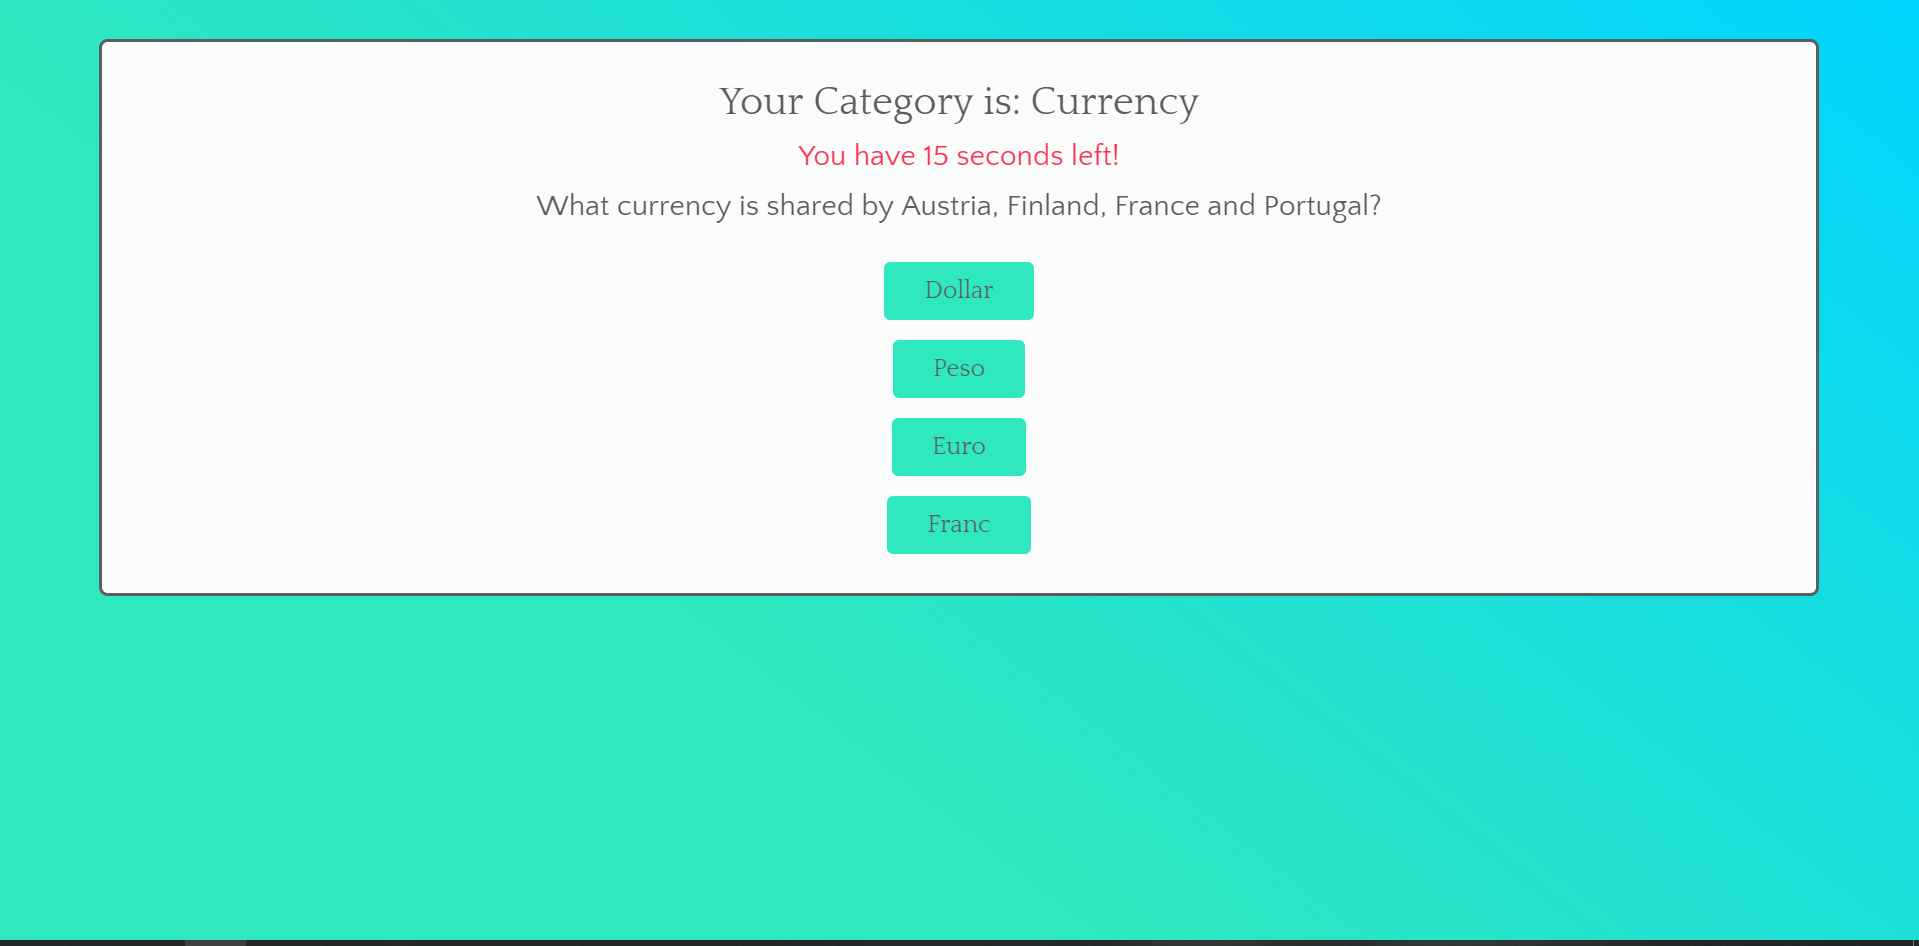 Your Category is: Currency
You have 15 seconds left!
What currency is shared by Austria, Finland, France and Portugal?
Dollar
Peso
Euro
Franc